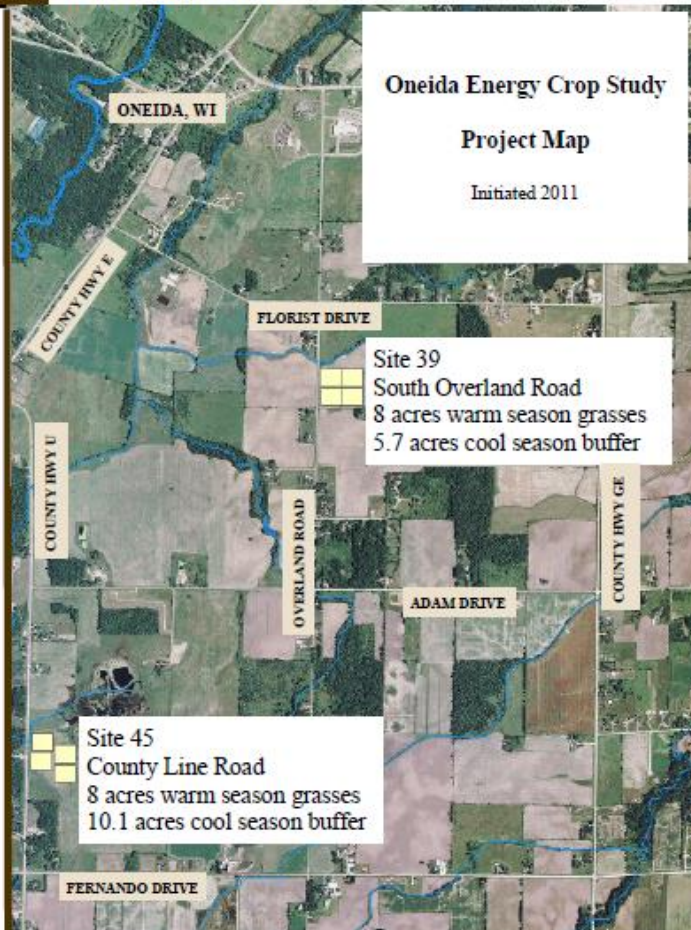 Oneida Energy Crop Study
Project Map
Initiated 2011
ONEIDA, WI
COUNTY HWY E
FLORIST DRIVE
Site 39
South Overland Road
8 acres warm season grasses
5.7 acres cool season buffer
COUNTY HWY U
OVERLAND ROAD
COUNTY HWY GE
ADAM DRIVE
Site 45
County Line Road
8 acres warm season grasses
10.1 acres cool season buffer
FERNANDO DRIVE